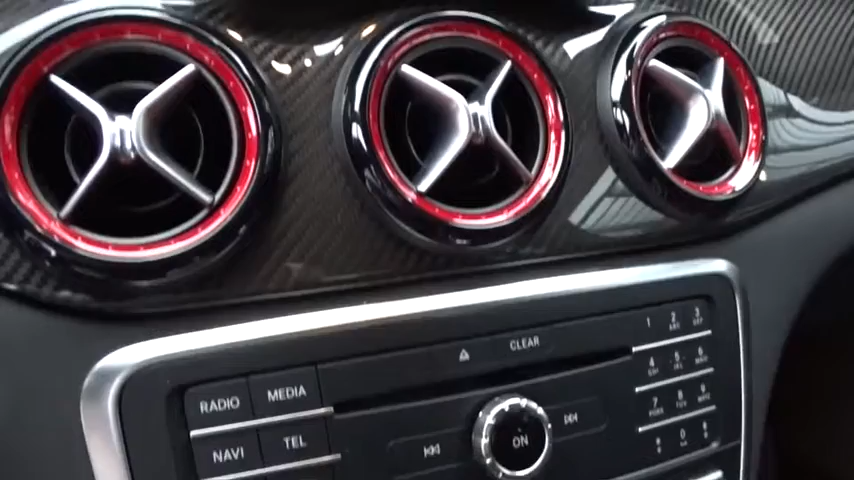 CLEAR
1 2 3
RADIO MEDIA
4 5 6
NAVI TEL
7 8 9
ON
0